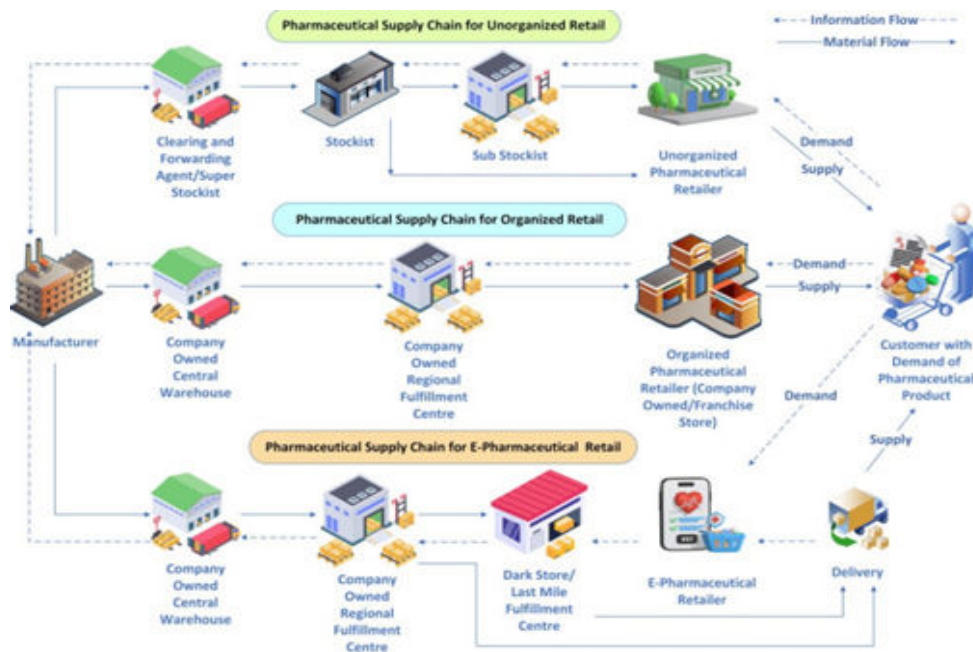 Pharmaceutical Supply Chain for Unorganized Retail
Information Flow
Material Flow
Clearing and
Forwarding
Agent/Super
Stockist
Stockist
Sub Stockist
Unorganized
Pharmaceutical
Retailer
Demand
Supply
Pharmaceutical Supply Chain for Organized Retail
Manufacturer
Company
Owned
Central
Warehouse
Company
Owned
Regional
Fulfillment
Centre
Organized
Pharmaceutical
Retailer (Company
Owned/Franchise
Store)
Demand
Supply
Customer with
Demand of
Pharmaceutical
Product
Demand
Supply
Pharmaceutical Supply Chain for E-Pharmaceutical Retail
Company
Owned
Central
Warehouse
Company
Owned
Regional
Fulfillment
Centre
Dark Store/
Last Mile
Fulfillment
Centre
E-Pharmaceutical
Retailer
Delivery